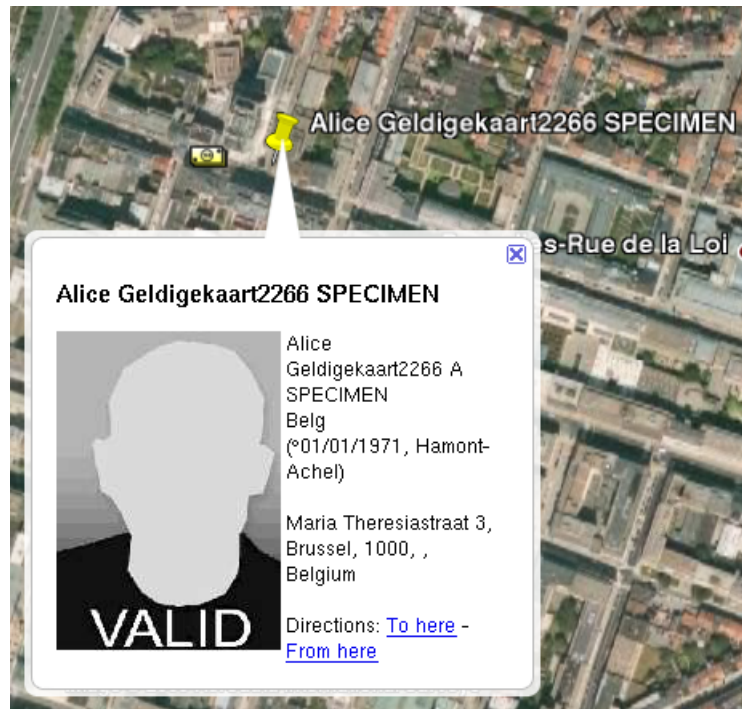 Alice Geldigekaart2266 SPECIMEN
s-Rue de la Loi
Alice Geldigekaart2266 SPECIMEN
Alice
Geldigekaart2266 A
SPECIMEN
Belg
(°01/01/1971, Hamont-
Achel)
Maria Theresiastraat 3,
Brussel, 1000, ,
Belgium
Directions: To here -
From here
VALID